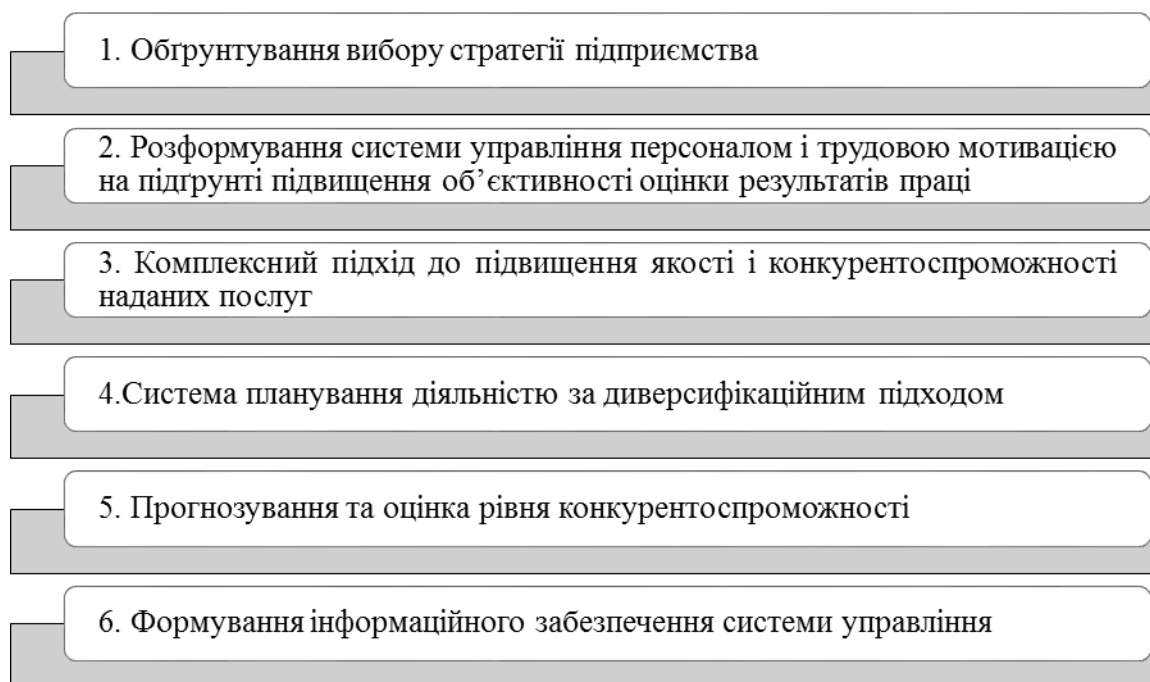 1. Обґрунтування вибору стратегії підприємства
2. Розформування системи управління персоналом і трудовою мотивацією
на підґрунті підвищення об’єктивності оцінки результатів праці
3. Комплексний підхід до підвищення якості і конкурентоспроможності
наданих послуг
4.Система планування діяльністю за диверсифікаційним підходом
5. Прогнозування та оцінка рівня конкурентоспроможності
6. Формування інформаційного забезпечення системи управління